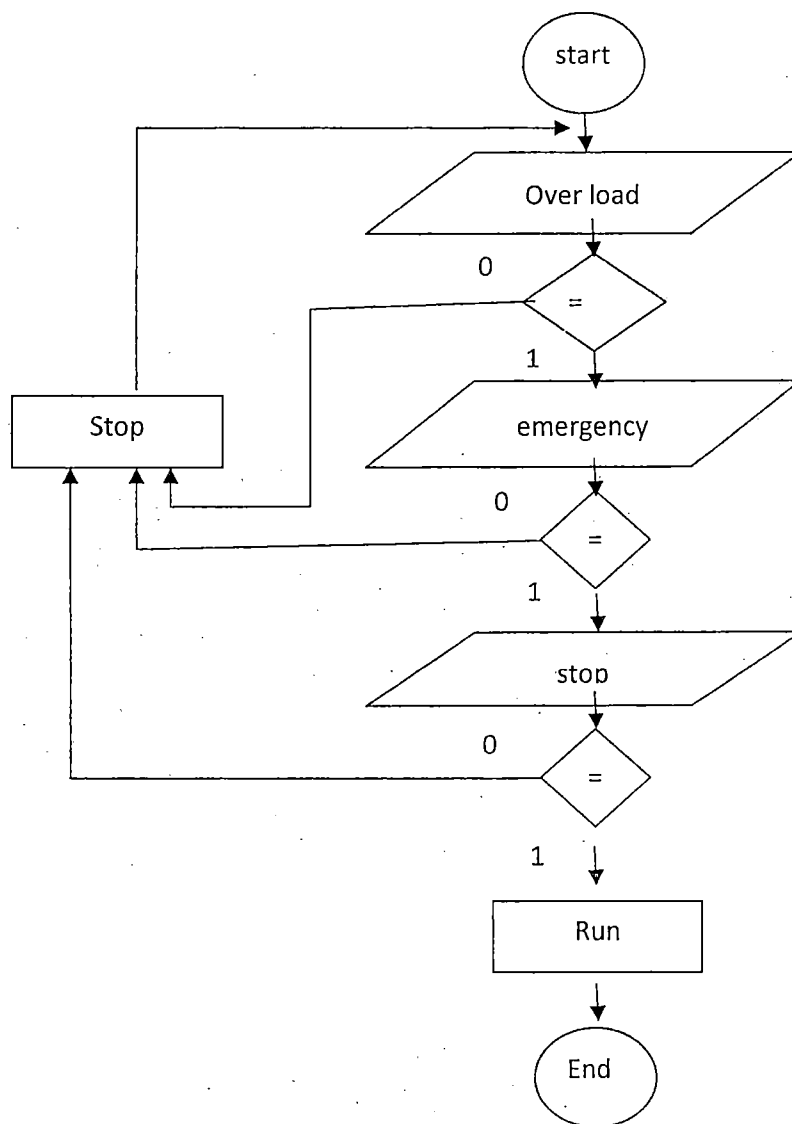 start
Over load
0
=
1
Stop
emergency
0
=
1
stop
0
=
1
Run
End